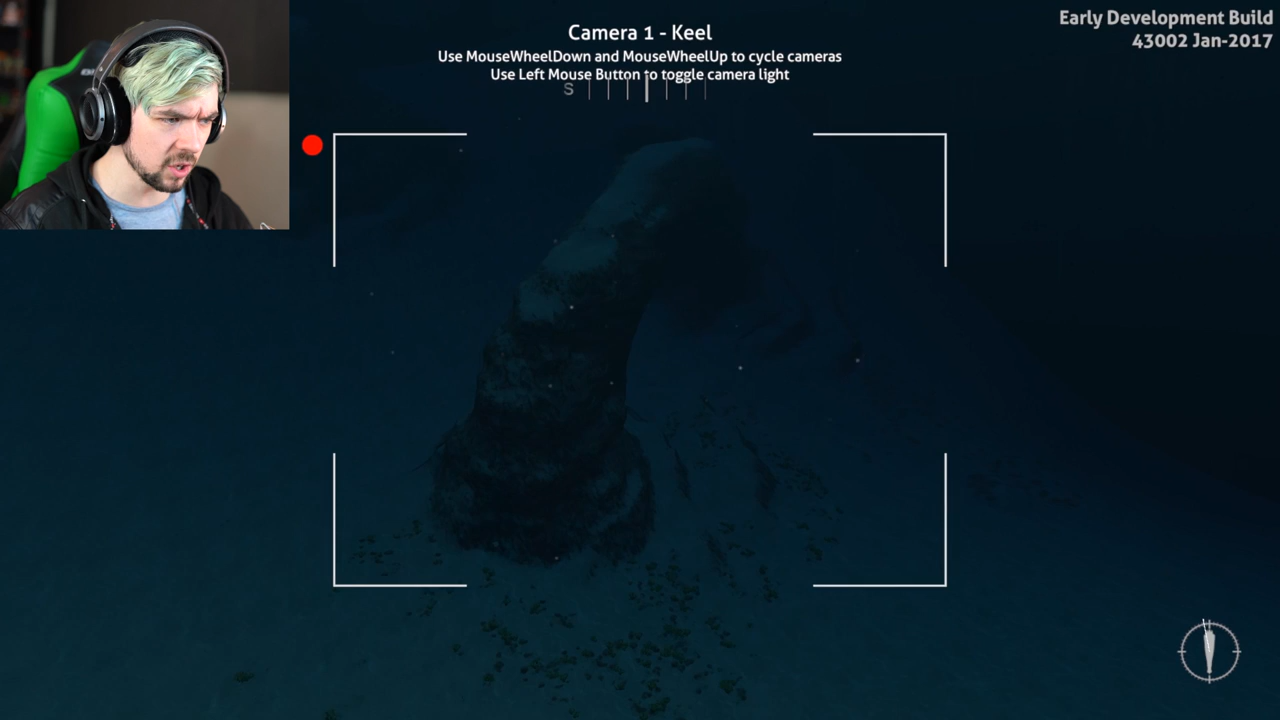 Camera 1 - Keel
Use MouseWheelDown and MouseWheelUp to cycle cameras
Use Left Mouse Button to toggle camera light
S
Early Development Build
43002 Jan-2017